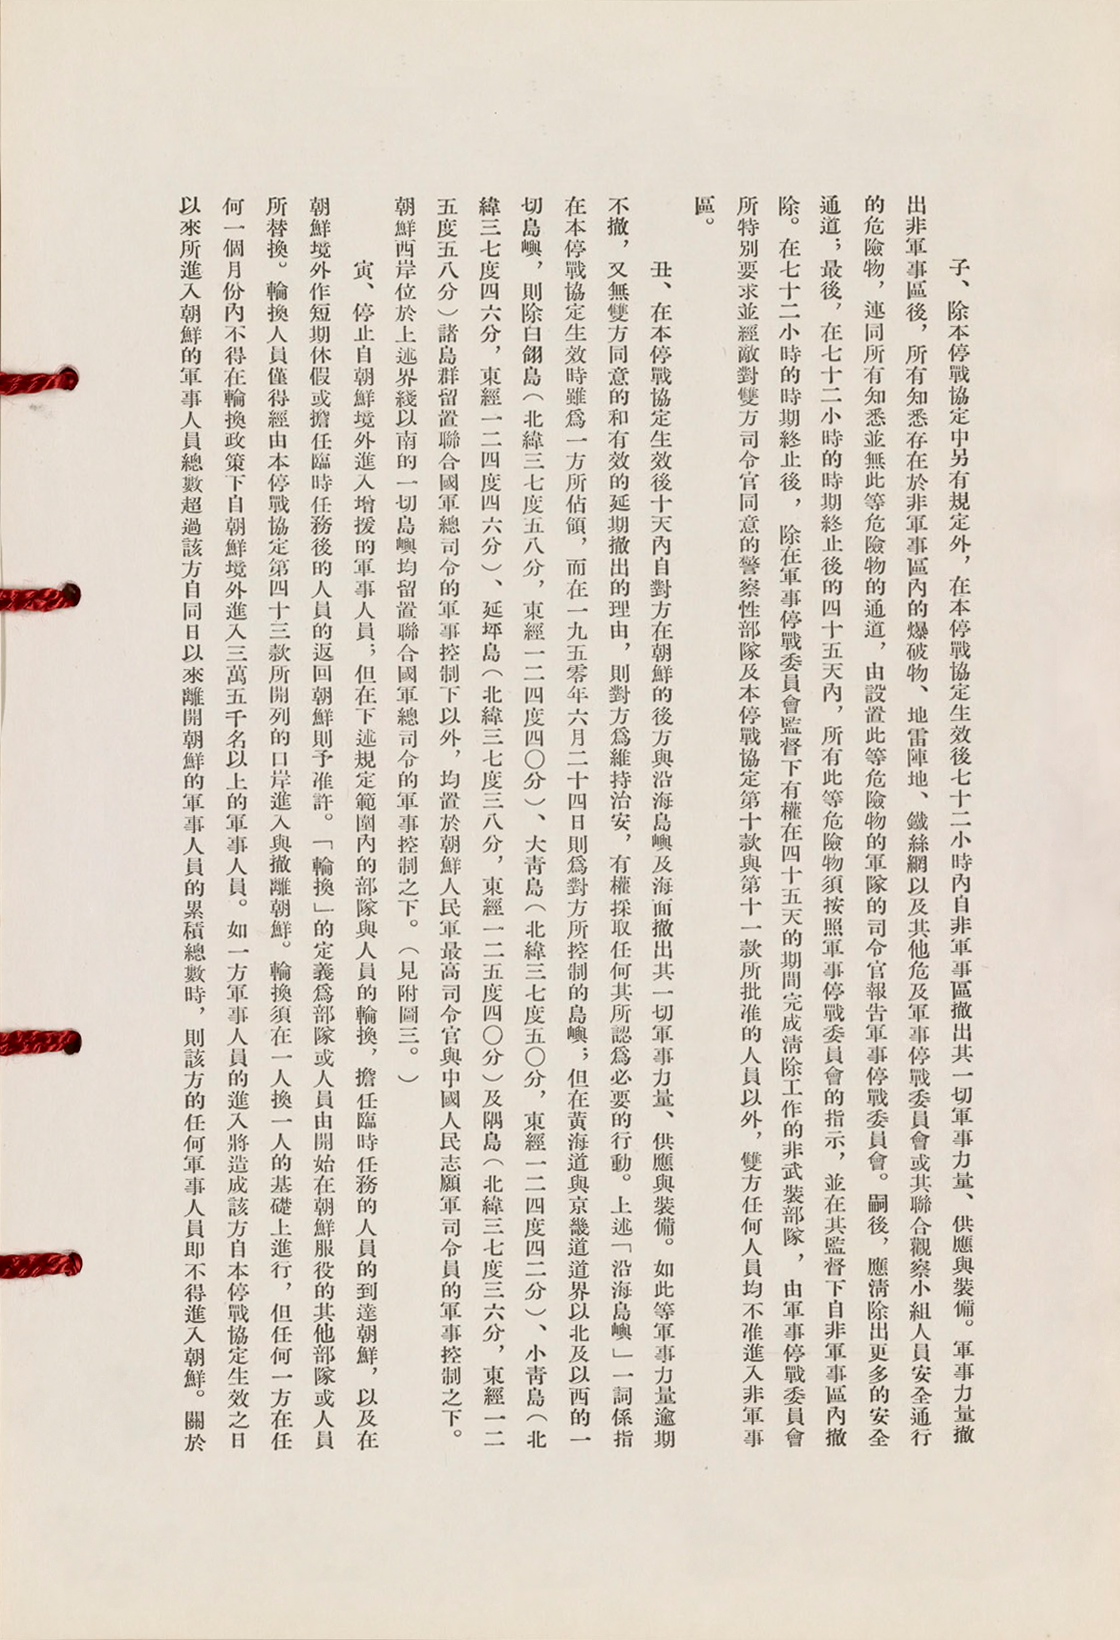 子、除本停戰協定中另有規定外，在本停戰協定生效後七十二小時內自非軍事區撤出其一切軍事力量、供應與裝備。軍事力量撤
出非軍事區後，所有知悉存在於非軍事區內的爆破物、地雷陣地、鐵絲網以及其他危及軍事停戰委員會或其聯合觀察小組人員安全通行
的危險物，連同所有知悉並無此等危險物的通道，由設置此等危險物的軍隊的司令官報告軍事停戰委員會。嗣後，應清除出更多的安全
通道；最後，在七十二小時的時期終止後的四十五天內，所有此等危險物須按照軍事停戰委員會的指示，並在其監督下自非軍事區內撤
除。在七十二小時的時期終止後，除在軍事停戰委員會監督下有權在四十五天的期間完成清除工作的非武裝部隊，由軍事停戰委員會
所特別要求並經敵對雙方司令官同意的警察性部隊及本停戰協定第十款與第十一款所批准的人員以外，雙方任何人員均不准進入非軍事
區。
丑、在本停戰協定生效後十天內自對方在朝鮮的後方與沿海島嶼及海面撤出其一切軍事力量、供應與裝備。如此等軍事力量逾期
不撤，又無雙方同意的和有效的延期撤出的理由，則對方爲維持治安，有權採取任何其所認爲必要的行動。上述「沿海島嶼」一詞係指
在本停戰協定生效時雖爲一方所佔領，而在一九五零年六月二十四日則爲對方所控制的島嶼；但在黃海道與京畿道道界以北及以西的一
切島嶼，則除白翎島（北緯三七度五八分，東經一二四度四〇分）、大青島（北緯三七度五〇分，東經一二四度四二分）、小青島（北
緯三七度四六分，東經一二四度四六分）、延坪島（北緯三七度三八分，東經一二五度四〇分）及隅島（北緯三七度三六分，東經一二
五度五八分）諸島群留置聯合國軍總司令的軍事控制下以外，均置於朝鮮人民軍最高司令官與中國人民志願軍司令員的軍事控制之下。
朝鮮西岸位於上述界綫以南的一切島嶼均留置聯合國軍總司令的軍事控制之下。（見附圖三。）
寅、停止自朝鮮境外進入增援的軍事人員；但在下述規定範圍內的部隊與人員的輪換，擔任臨時任務的人員的到達朝鮮，以及在
朝鮮境外作短期休假或擔任臨時任務後的人員的返回朝鮮則予准許。「輪換」的定義爲部隊或人員由開始在朝鮮服役的其他部隊或人員
所替換。輪換人員僅得經由本停戰協定第四十三款所開列的口岸進入與撤離朝鮮。輪換須在一人換一人的基礎上進行，但任何一方在任
何一個月份內不得在輪換政策下自朝鮮境外進入三萬五千名以上的軍事人員。如一方軍事人員的進入將造成該方自本停戰協定生效之日
以來所進入朝鮮的軍事人員總數超過該方自同日以來離開朝鮮的軍事人員的累積總數時，則該方的任何軍事人員即不得進入朝鮮。關於